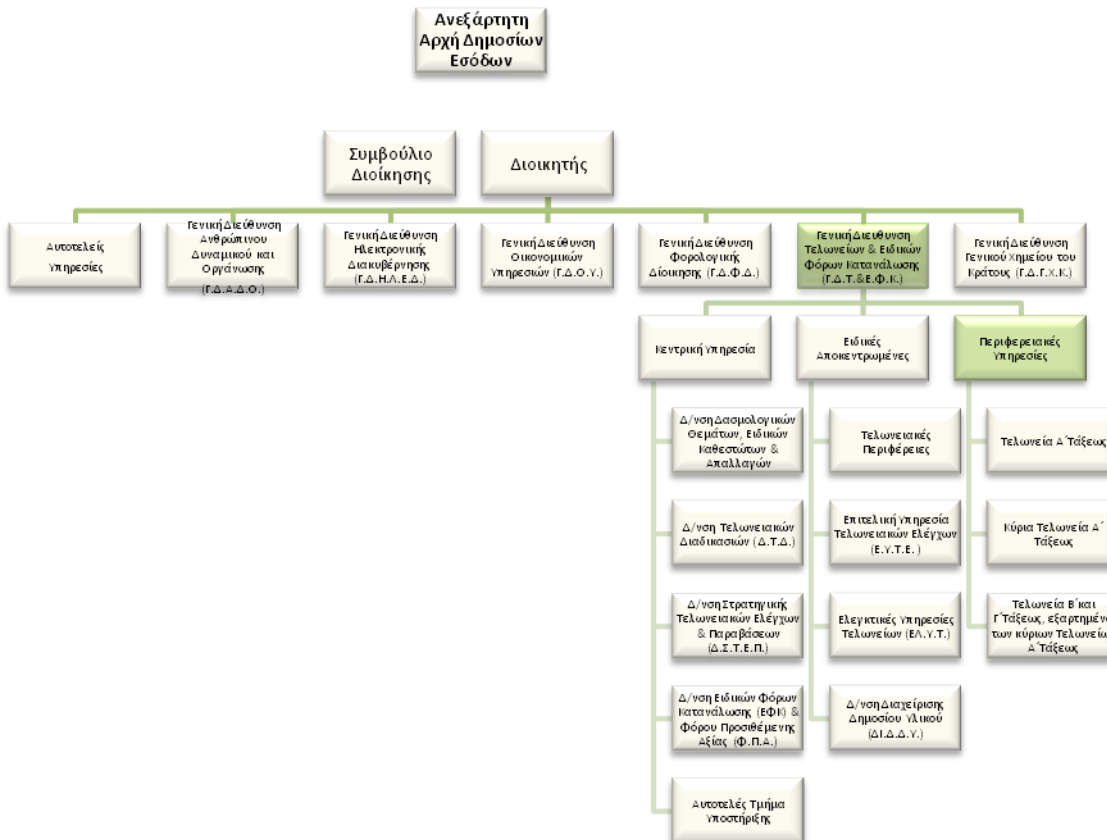 Ανεξάρτητη
Αρχή Δημοσίων
Εσόδων
Συμβούλιο
Διοίκησης
Διοικητής
Αυτοτελείς
Υπηρεσίες
Γενική Διεύθυνση
Ανθρώπινου
Δυναμικού και
Οργάνωσης
(Γ.Δ.Α.Δ.Ο.)
Γενική Διεύθυνση
Ηλεκτρονικής
Διακυβέρνησης
(Γ.Δ.Η.Λ.Ε.Δ.)
Γενική Διεύθυνση
Οικονομικών
Υπηρεσιών (Γ.Δ.Ο.Υ.)
Γενική Διεύθυνση
Φορολογικής
Διοίκησης (Γ.Δ.Φ.Δ.)
Γενική Διεύθυνση
Τελωνείων & Ειδικών
Φόρων Κατανάλωσης
(Γ.Δ.Τ.&Ε.Φ.Κ.)
Γενική Διεύθυνση
Γενικού Χημείου του
Κράτους (Γ.Δ.Γ.Χ.Κ.)
Κεντρική Υπηρεσία
Ειδικές
Αποκεντρωμένες
Περιφερειακές
Υπηρεσίες
Δ/νση Δασμολογικών
Θεμάτων, Ειδικών
Καθεστώτων &
Απαλλαγών
Δ/νση Τελωνειακών
Διαδικασιών (Δ.Τ.Δ.)
Δ/νση Στρατηγικής
Τελωνειακών Ελέγχων
& Παραβάσεων
(Δ.Σ.Τ.Ε.Π.)
Δ/νση Ειδικών Φόρων
Κατανάλωσης (ΕΦΚ) &
Φόρου Προσιθέμενης
Αξίας (Φ.Π.Α.)
Αυτοτελές Τμήμα
Υποστήριξης
Τελωνειακές
Περιφέρειες
Επιτελική Υπηρεσία
Τελωνειακών Ελέγχων
(Ε.Υ.Τ.Ε.)
Ελεγκτικές Υπηρεσίες
Τελωνείων (ΕΛ.Υ.Τ.)
Δ/νση Διαχείρισης
Δημοσίου Υλικού
(ΔΙ.Δ.Δ.Υ.)
Τελωνεία Α΄Τάξεως
Κύρια Τελωνεία Α΄
Τάξεως
Τελωνεία Β΄και
Γ΄Τάξεως, εξαρτημένα
των κύριων Τελωνείων
Α΄Τάξεως